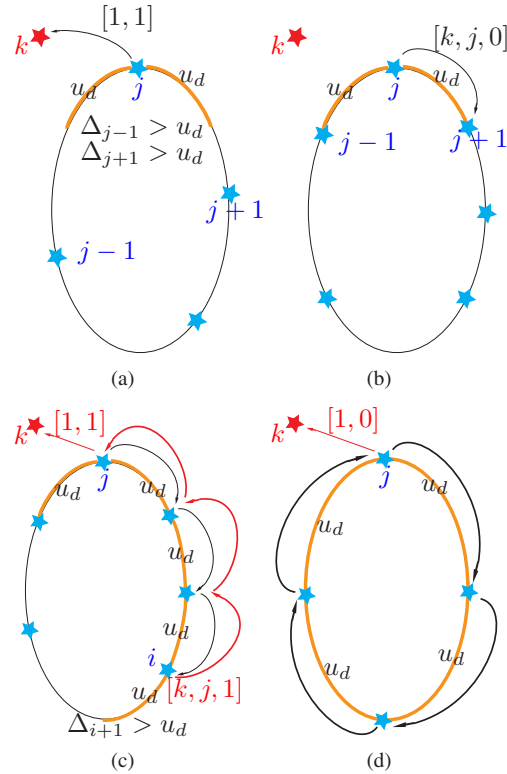 [1, 1]
k
u_d
u_d
j
Δ_{j−1} > u_d
Δ_{j+1} > u_d
j + 1
j − 1
(a)
[k, j, 0]
k
u_d
u_d
j
j − 1
j + 1
(b)
[1, 1]
k
j
u_d
u_d
u_d
u_d
i
[k, j, 1]
u_d
Δ_{i+1} > u_d
(c)
[1, 0]
k
j
u_d
u_d
u_d
u_d
(d)